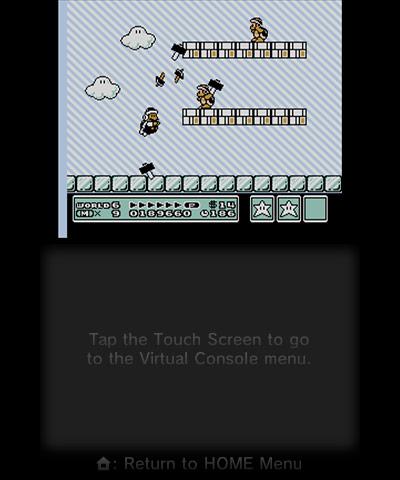 WORLD 6 ▶▶▶▶▶▶ P $14
(M)× 9 0189660 186
Tap the Touch Screen to go
to the Virtual Console menu.
: Return to HOME Menu